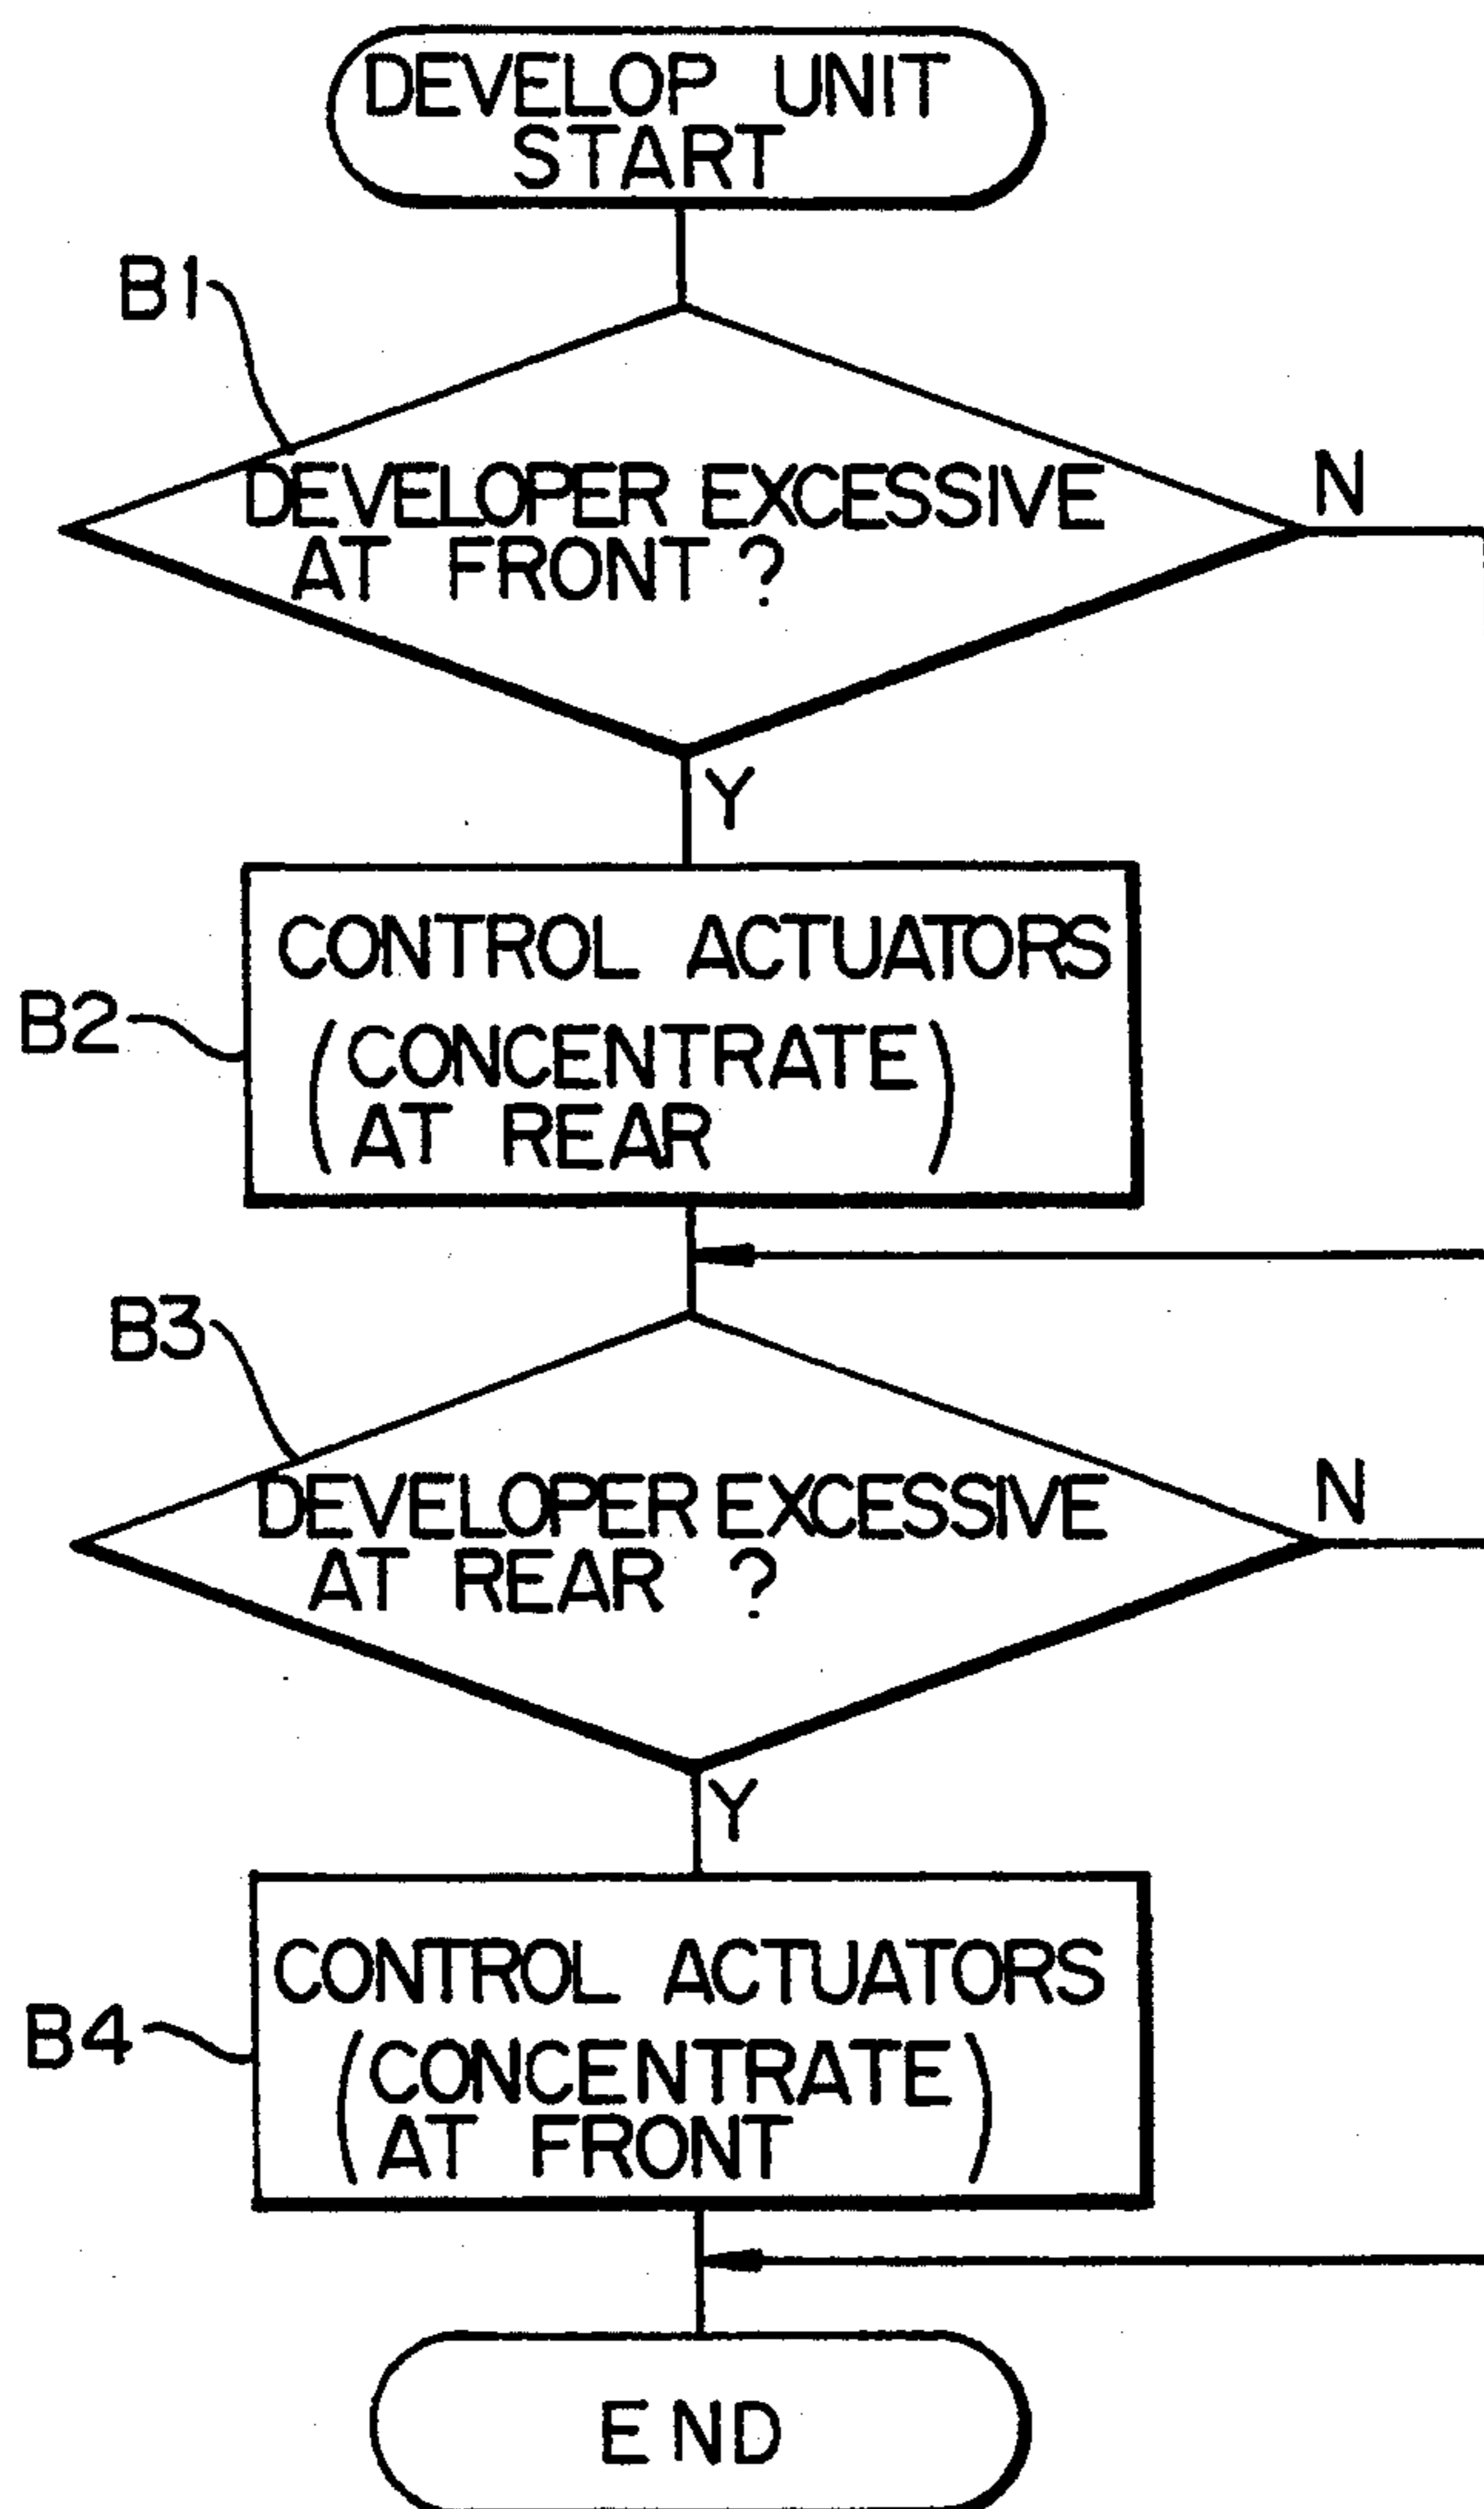 DEVELOP UNIT
START
B1
DEVELOPER EXCESSIVE
AT FRONT ?
N
Y
B2
CONTROL ACTUATORS
(CONCENTRATE
AT REAR)
B3
DEVELOPER EXCESSIVE
AT REAR ?
N
Y
B4
CONTROL ACTUATORS
(CONCENTRATE
AT FRONT)
END